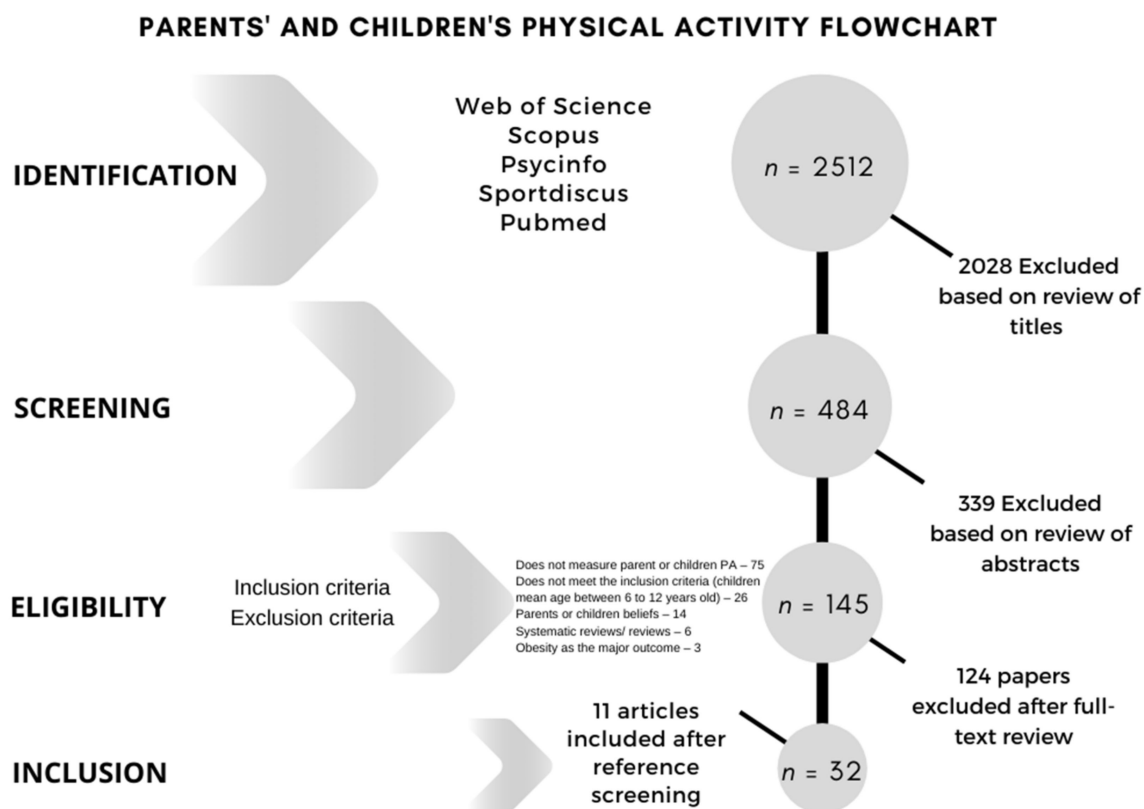 PARENTS' AND CHILDREN'S PHYSICAL ACTIVITY FLOWCHART
IDENTIFICATION
Web of Science
Scopus
Psycinfo
Sportdiscus
Pubmed
n = 2512
2028 Excluded
based on review of
titles
SCREENING
n = 484
339 Excluded
based on review of
abstracts
ELIGIBILITY
Inclusion criteria
Exclusion criteria
Does not measure parent or children PA – 75
Does not meet the inclusion criteria (children
mean age between 6 to 12 years old) – 26
Parents or children beliefs – 14
Systematic reviews/ reviews – 6
Obesity as the major outcome – 3
n = 145
124 papers
excluded after full-
text review
INCLUSION
11 articles
included after
reference
screening
n = 32